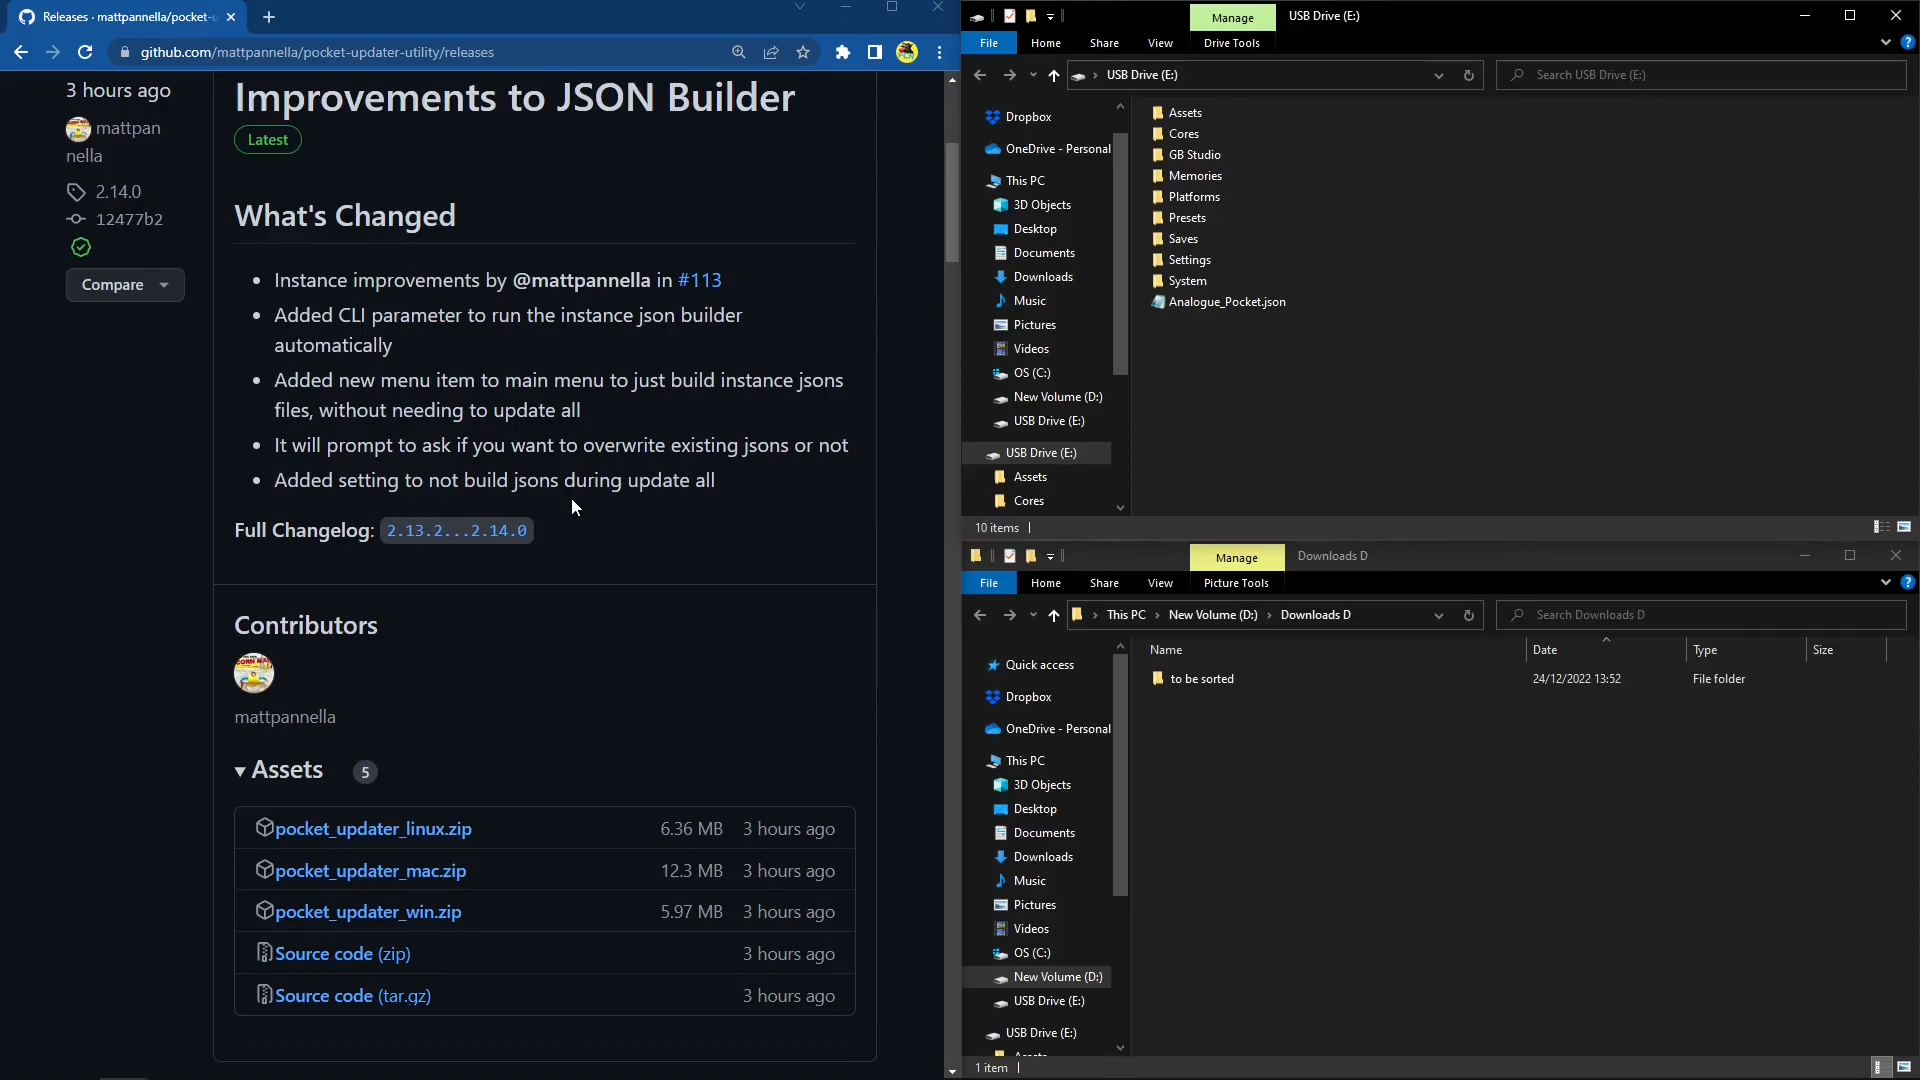 Releases · mattpannella/pocket-u
github.com/mattpannella/pocket-updater-utility/releases
3 hours ago
mattpan
nella
2.14.0
12477b2
Compare
Improvements to JSON Builder
Latest
What's Changed
Instance improvements by @mattpannella in #113
Added CLI parameter to run the instance json builder
automatically
Added new menu item to main menu to just build instance jsons
files, without needing to update all
It will prompt to ask if you want to overwrite existing jsons or not
Added setting to not build jsons during update all
Full Changelog: 2.13.2...2.14.0
Contributors
mattpannella
Assets 5
pocket_updater_linux.zip 6.36 MB 3 hours ago
pocket_updater_mac.zip 12.3 MB 3 hours ago
pocket_updater_win.zip 5.97 MB 3 hours ago
Source code (zip) 3 hours ago
Source code (tar.gz) 3 hours ago
Manage USB Drive (E:)
File Home Share View Drive Tools
USB Drive (E:) Search USB Drive (E:)
Dropbox
OneDrive - Personal
This PC
3D Objects
Desktop
Documents
Downloads
Music
Pictures
Videos
OS (C:)
New Volume (D:)
USB Drive (E:)
USB Drive (E:)
Assets
Cores
Assets
Cores
GB Studio
Memories
Platforms
Presets
Saves
Settings
System
Analogue_Pocket.json
10 items
Manage Downloads D
File Home Share View Picture Tools
This PC New Volume (D:) Downloads D Search Downloads D
Quick access
Dropbox
OneDrive - Personal
This PC
3D Objects
Desktop
Documents
Downloads
Music
Pictures
Videos
OS (C:)
New Volume (D:)
USB Drive (E:)
USB Drive (E:)
Name Date Type Size
to be sorted 24/12/2022 13:52 File folder
1 item